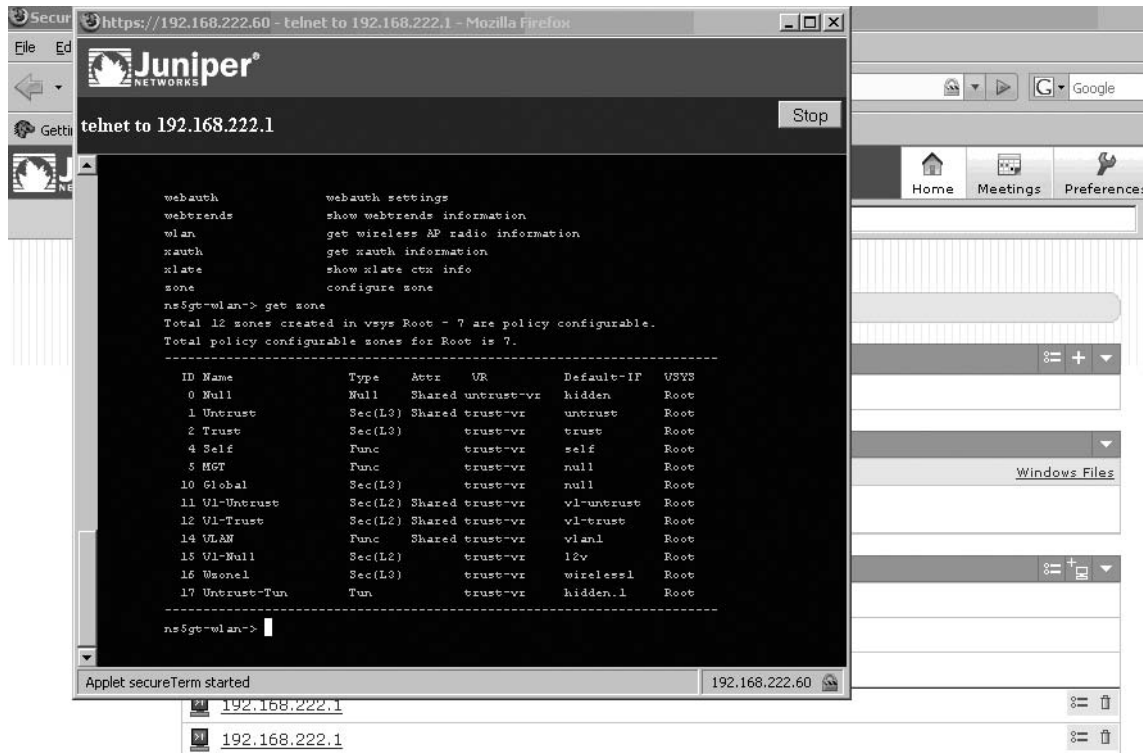 Secur
https://192.168.222.60 - telnet to 192.168.222.1 - Mozilla Firefox
File Ed
Juniper®
NETWORKS
G Google
Getti
telnet to 192.168.222.1
Stop
Home Meetings Preferences
webauth webauth settings
webtrends show webtrends information
wlan get wireless AP radio information
xauth get xauth information
xlate show xlate ctx info
zone configure zone
ns5gt-wlan-> get zone
Total 12 zones created in vsys Root - 7 are policy configurable.
Total policy configurable zones for Root is 7.
------------------------------------------------------------------------
ID Name Type Attr VR Default-IF VSYS
0 Null Null Shared untrust-vr hidden Root
1 Untrust Sec(L3) Shared trust-vr untrust Root
2 Trust Sec(L3) trust-vr trust Root
4 Self Func trust-vr self Root
5 MGT Func trust-vr null Root
10 Global Sec(L3) trust-vr null Root
11 V1-Untrust Sec(L2) Shared trust-vr v1-untrust Root
12 V1-Trust Sec(L2) Shared trust-vr v1-trust Root
14 VLAN Func Shared trust-vr vlan1 Root
15 V1-Null Sec(L2) trust-vr l2v Root
16 Wzone1 Sec(L3) trust-vr wireless1 Root
17 Untrust-Tun Tun trust-vr hidden.1 Root
------------------------------------------------------------------------
ns5gt-wlan->
Windows Files
Applet secureTerm started 192.168.222.60
192.168.222.1
192.168.222.1